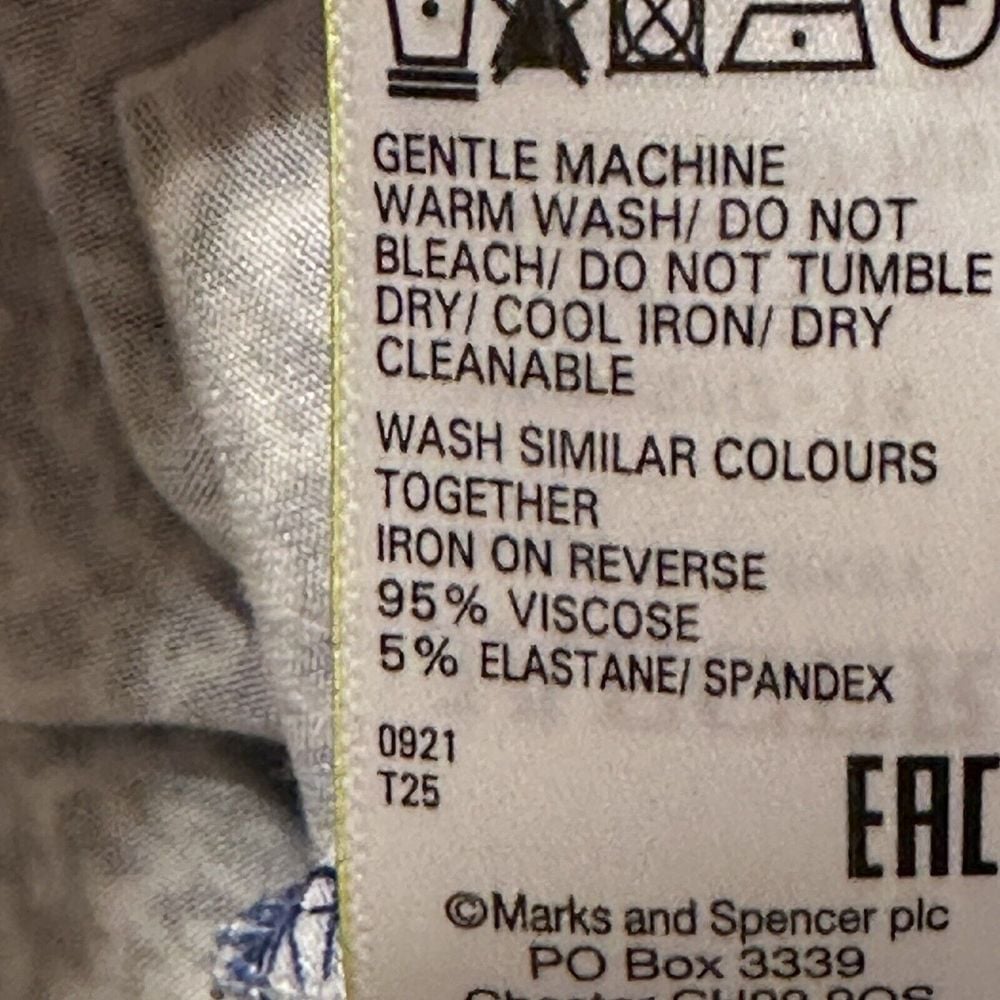 GENTLE MACHINE
WARM WASH/ DO NOT
BLEACH/ DO NOT TUMBLE
DRY/ COOL IRON/ DRY
CLEANABLE
WASH SIMILAR COLOURS
TOGETHER
IRON ON REVERSE
95% VISCOSE
5% ELASTANE/ SPANDEX
0921
T25
EAC
©Marks and Spencer plc
PO Box 3339